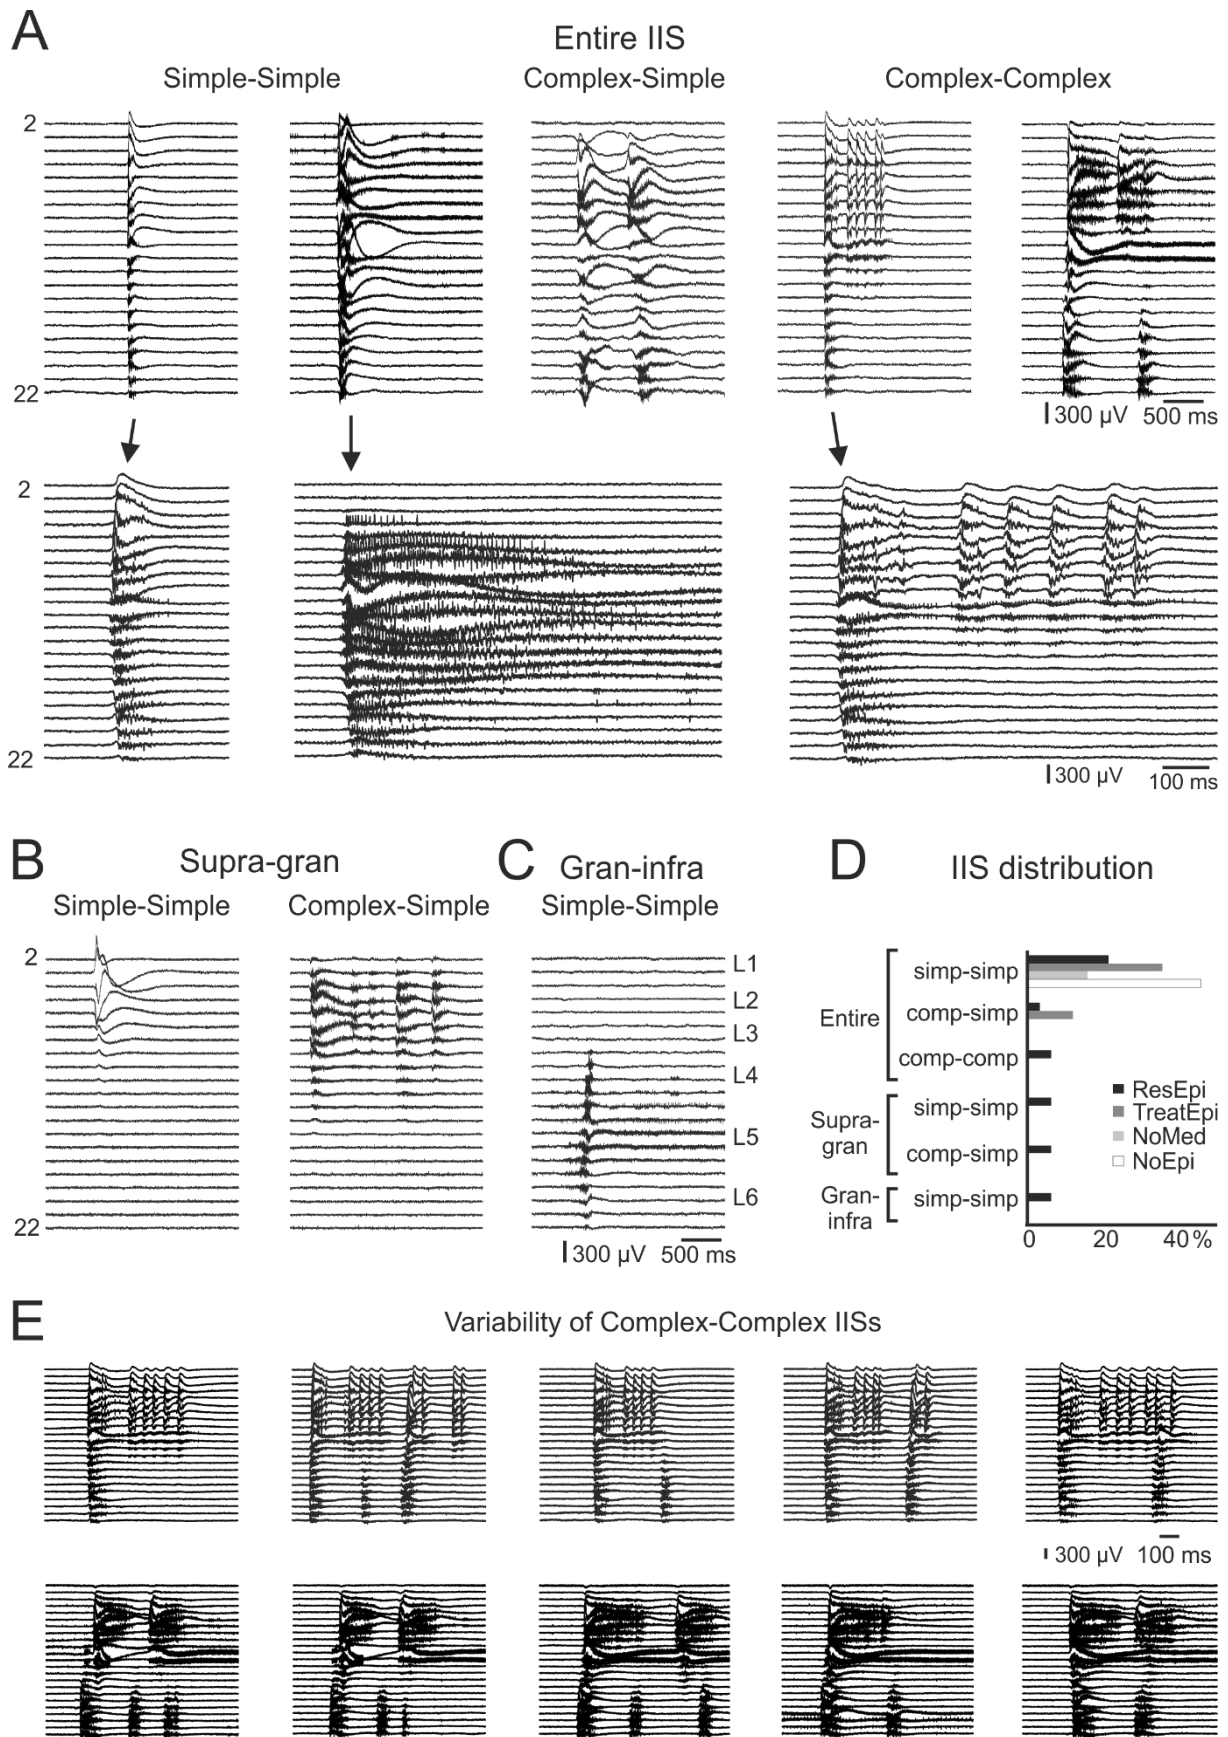 A
Entire IIS
Simple-Simple
Complex-Simple
Complex-Complex
2
22
300 µV
500 ms
2
22
300 µV
100 ms
B
Supra-gran
Simple-Simple
Complex-Simple
2
22
C
Gran-infra
Simple-Simple
L1
L2
L3
L4
L5
L6
300 µV
500 ms
D
IIS distribution
Entire
simp-simp
comp-simp
comp-comp
Supra-
gran
simp-simp
comp-simp
Gran-
infra
simp-simp
ResEpi
TreatEpi
NoMed
NoEpi
0
20
40 %
E
Variability of Complex-Complex IISs
300 µV
100 ms